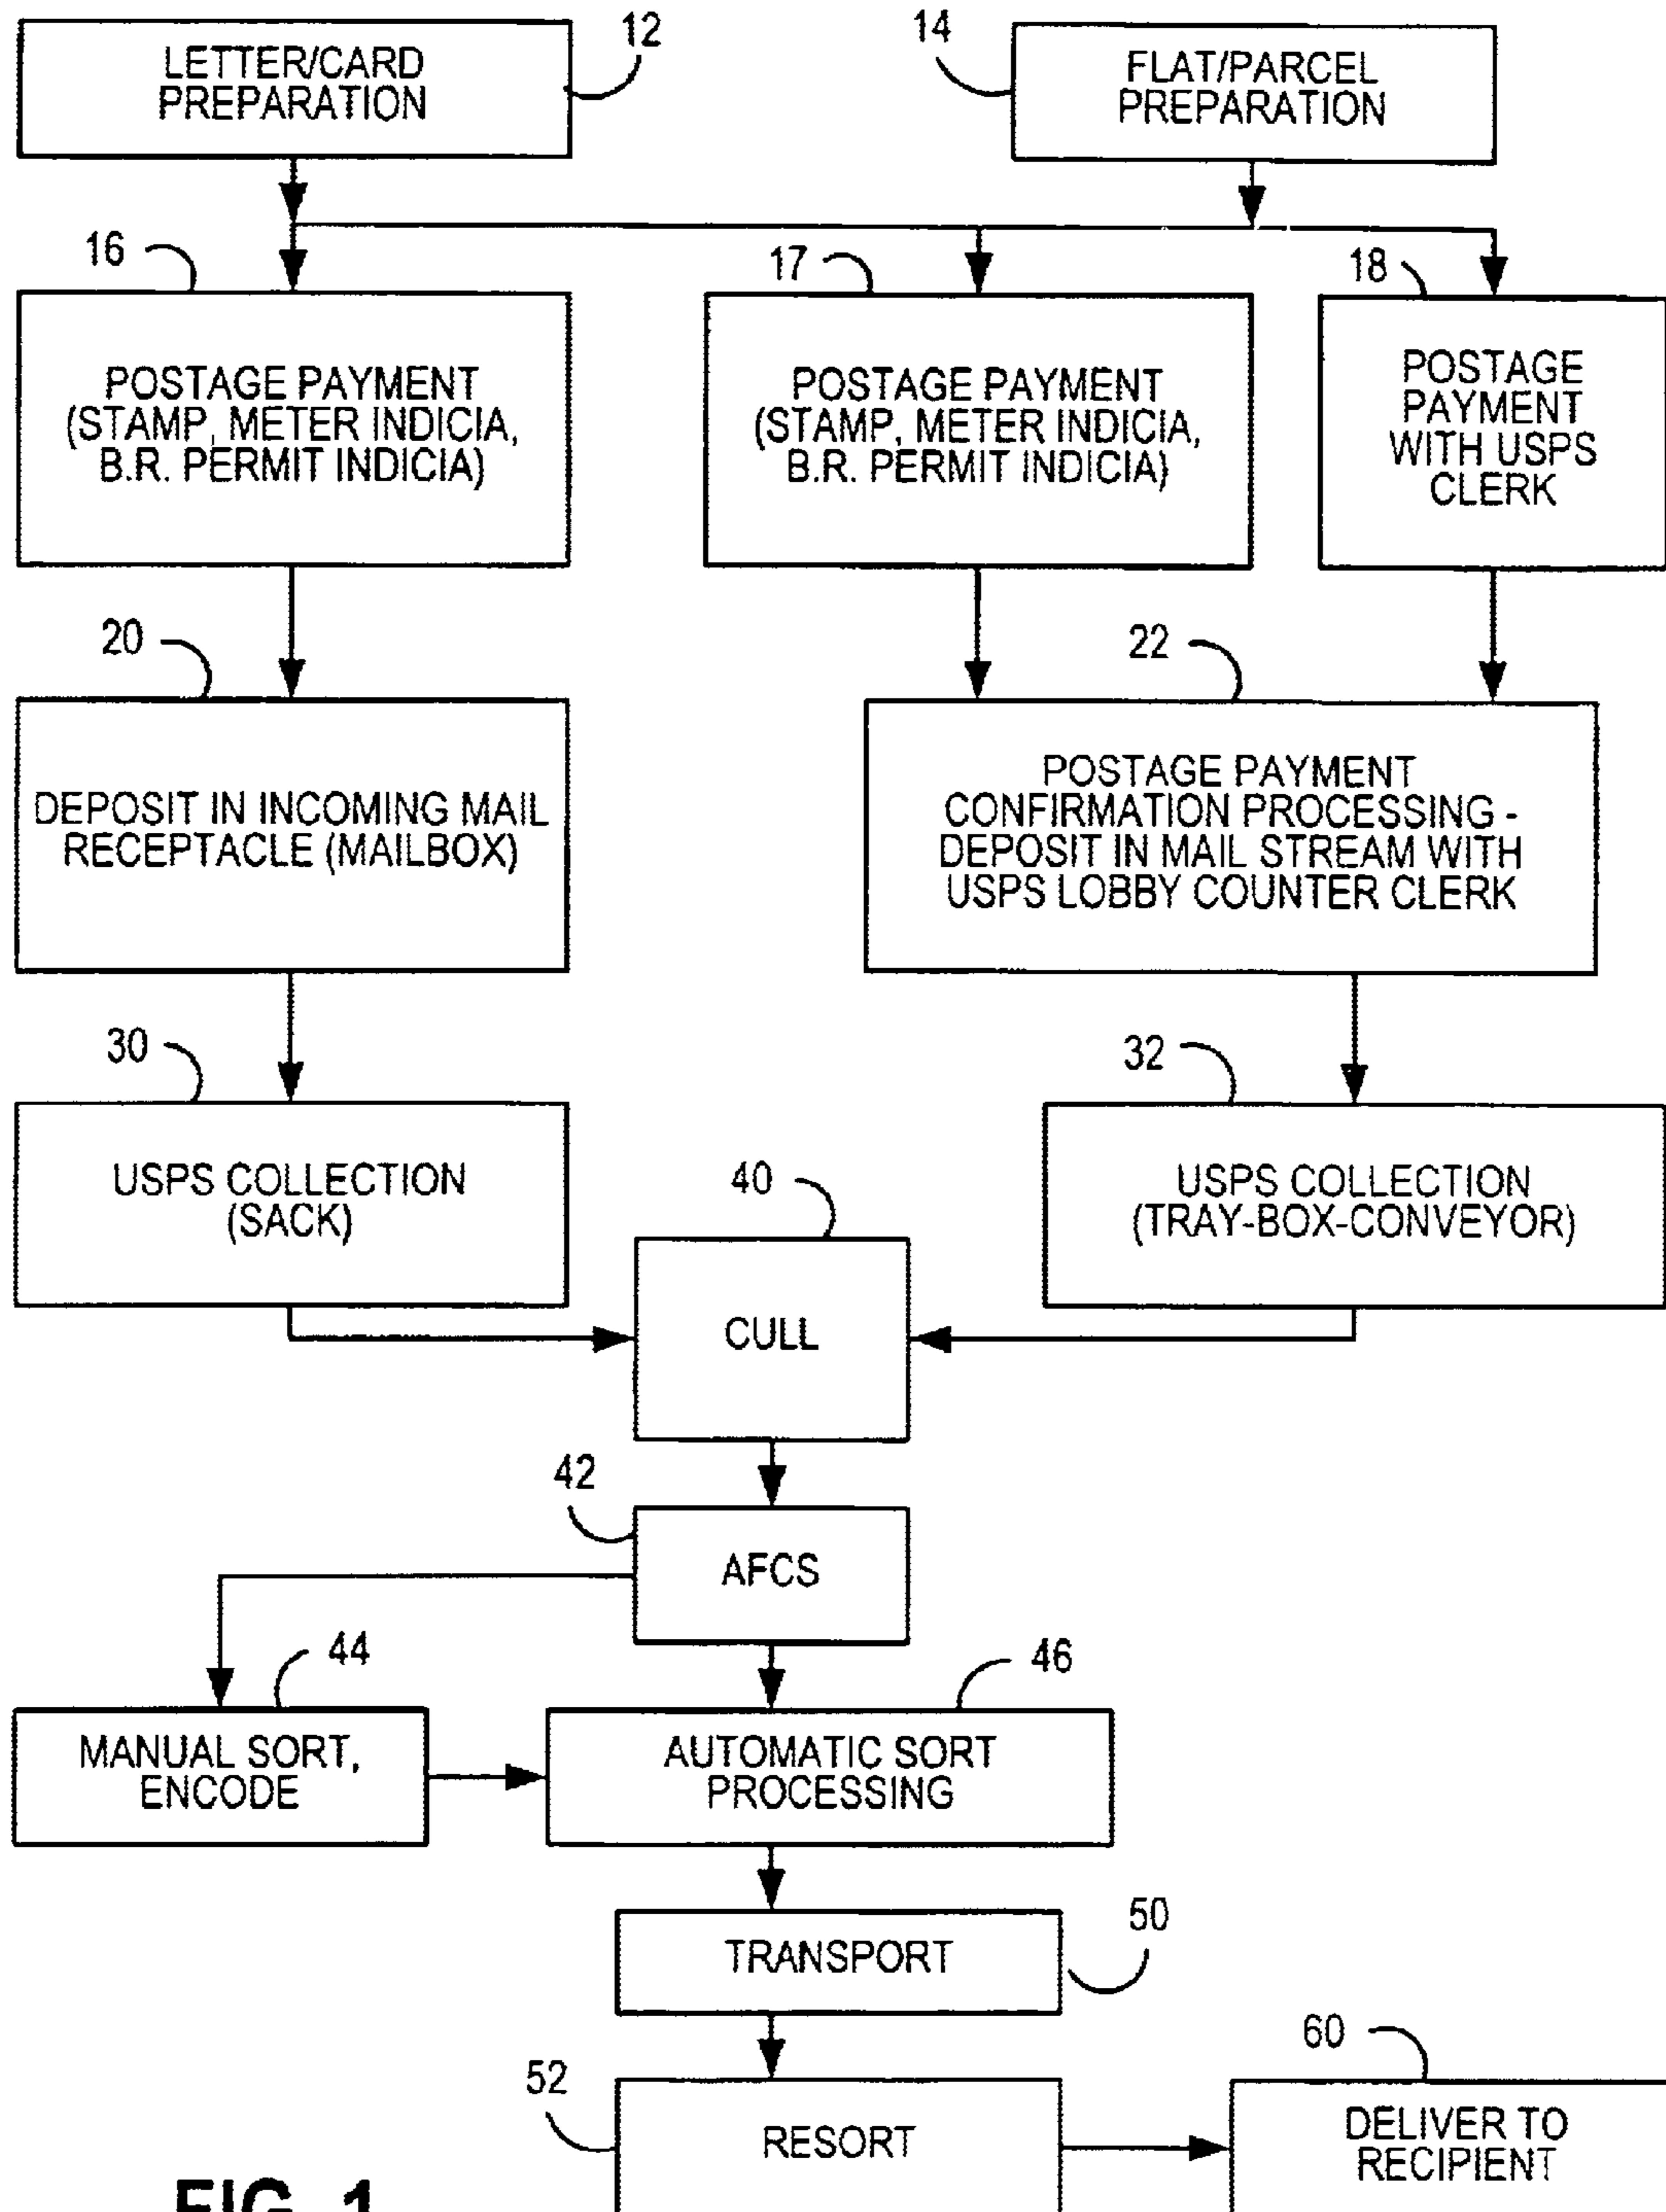 12
14
LETTER/CARD
PREPARATION
FLAT/PARCEL
PREPARATION
16
17
18
POSTAGE PAYMENT
(STAMP, METER INDICIA,
B.R. PERMIT INDICIA)
POSTAGE PAYMENT
(STAMP, METER INDICIA,
B.R. PERMIT INDICIA)
POSTAGE
PAYMENT
WITH USPS
CLERK
20
22
DEPOSIT IN INCOMING MAIL
RECEPTACLE (MAILBOX)
POSTAGE PAYMENT
CONFIRMATION PROCESSING -
DEPOSIT IN MAIL STREAM WITH
USPS LOBBY COUNTER CLERK
30
32
USPS COLLECTION
(SACK)
40
USPS COLLECTION
(TRAY-BOX-CONVEYOR)
CULL
42
AFCS
44
46
MANUAL SORT,
ENCODE
AUTOMATIC SORT
PROCESSING
50
TRANSPORT
60
52
RESORT
DELIVER TO
RECIPIENT
FIG. 1